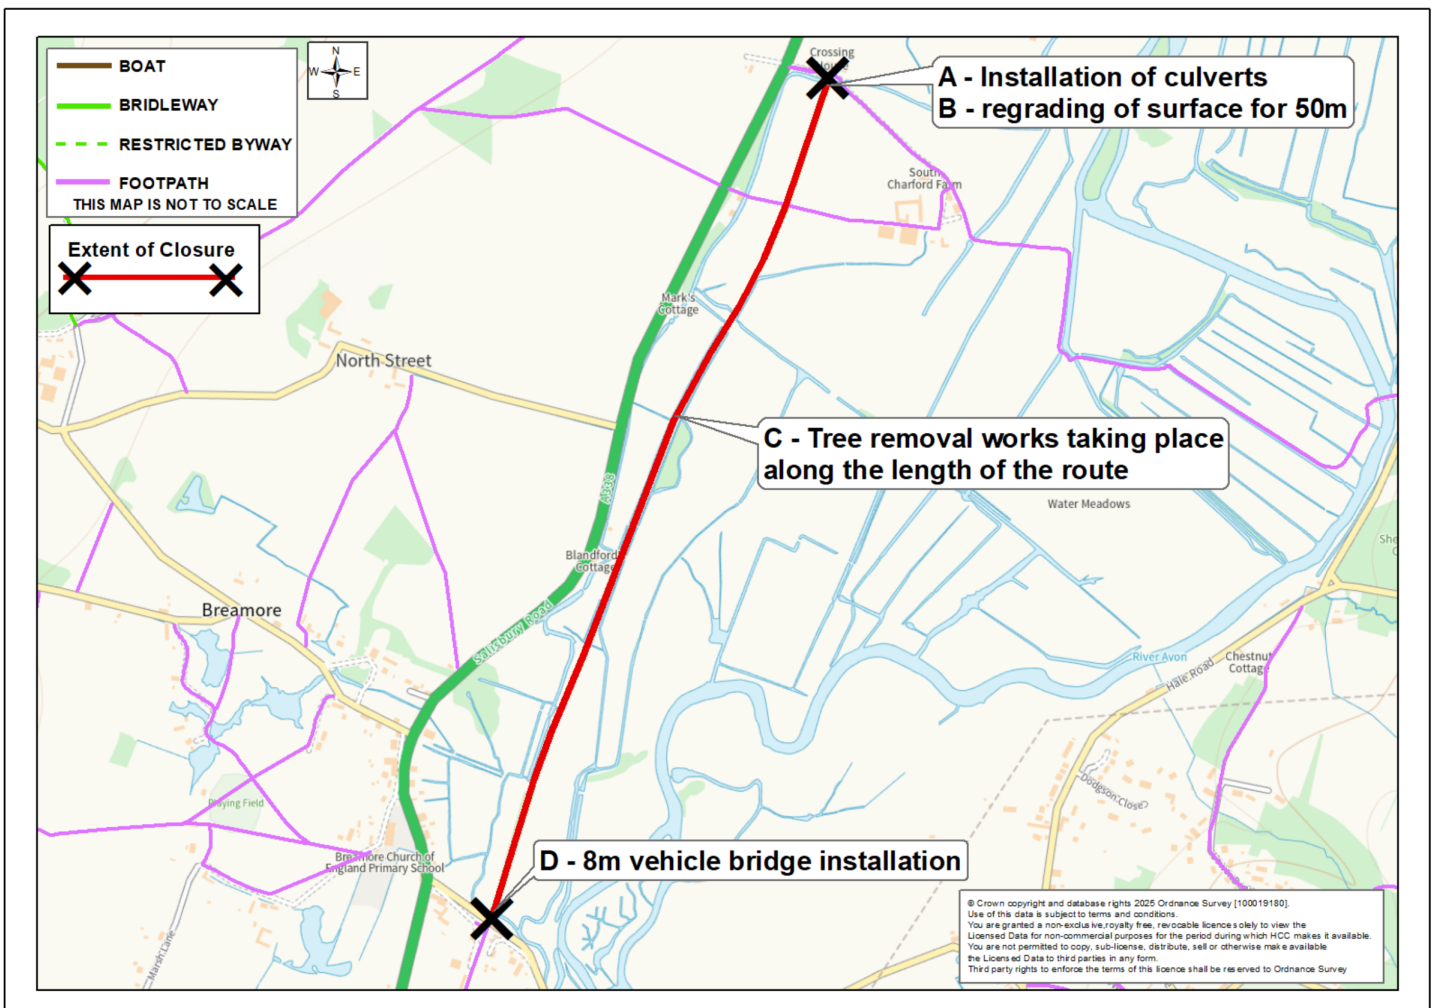 BOAT
BRIDLEWAY
RESTRICTED BYWAY
FOOTPATH
THIS MAP IS NOT TO SCALE
N
W
E
S
Extent of Closure
Crossing
A - Installation of culverts
B - regrading of surface for 50m
South
Charford Farm
Mark's
Cottage
North Street
C - Tree removal works taking place
along the length of the route
A338
Water Meadows
Blandford
Cottage
Breamore
Salisbury Road
River Avon
Hale Road
Chestnut
Cottage
Dodgson Close
Playing Field
Breamore Church of
England Primary School
D - 8m vehicle bridge installation
Marsh Lane
© Crown copyright and database rights 2025 Ordnance Survey [100019180].
Use of this data is subject to terms and conditions.
You are granted a non-exclusive,royalty free, revocable licence solely to view the
Licensed Data for non-commercial purposes for the period during which HCC makes it available.
You are not permitted to copy, sub-license, distribute, sell or otherwise make available
the Licensed Data to third parties in any form.
Third party rights to enforce the terms of this licence shall be reserved to Ordnance Survey